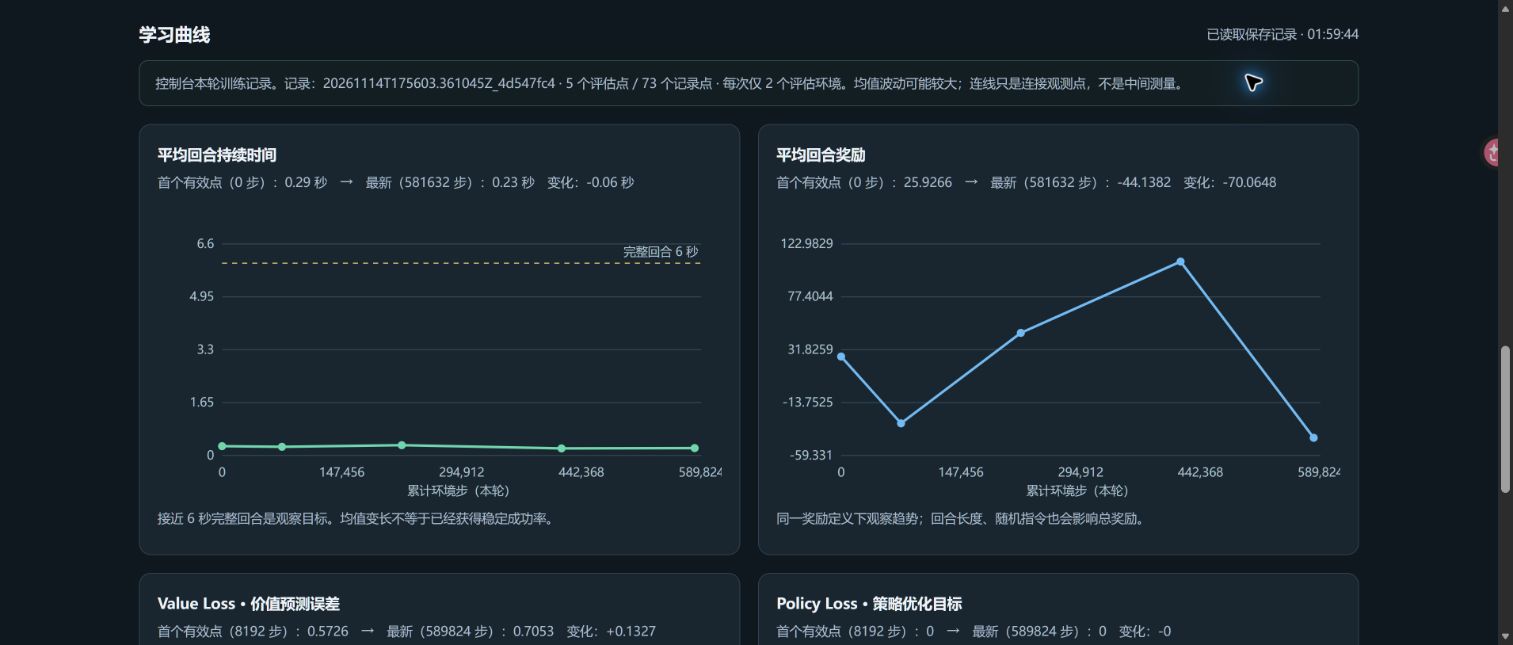 学习曲线
已读取保存记录 · 01:59:44
控制台本轮训练记录。记录：20261114T175603.361045Z_4d547fc4 · 5 个评估点 / 73 个记录点 · 每次仅 2 个评估环境。均值波动可能较大；连线只是连接观测点，不是中间测量。
平均回合持续时间
首个有效点（0 步）：0.29 秒 → 最新（581632 步）：0.23 秒 变化：-0.06 秒
6.6
完整回合 6 秒
4.95
3.3
1.65
0
0 147,456 294,912 442,368 589,824
累计环境步（本轮）
接近 6 秒完整回合是观察目标。均值变长不等于已经获得稳定成功率。
平均回合奖励
首个有效点（0 步）：25.9266 → 最新（581632 步）：-44.1382 变化：-70.0648
122.9829
77.4044
31.8259
-13.7525
-59.331
0 147,456 294,912 442,368 589,824
累计环境步（本轮）
同一奖励定义下观察趋势；回合长度、随机指令也会影响总奖励。
Value Loss • 价值预测误差
首个有效点（8192 步）：0.5726 → 最新（589824 步）：0.7053 变化：+0.1327
Policy Loss • 策略优化目标
首个有效点（8192 步）：0 → 最新（589824 步）：0 变化：-0